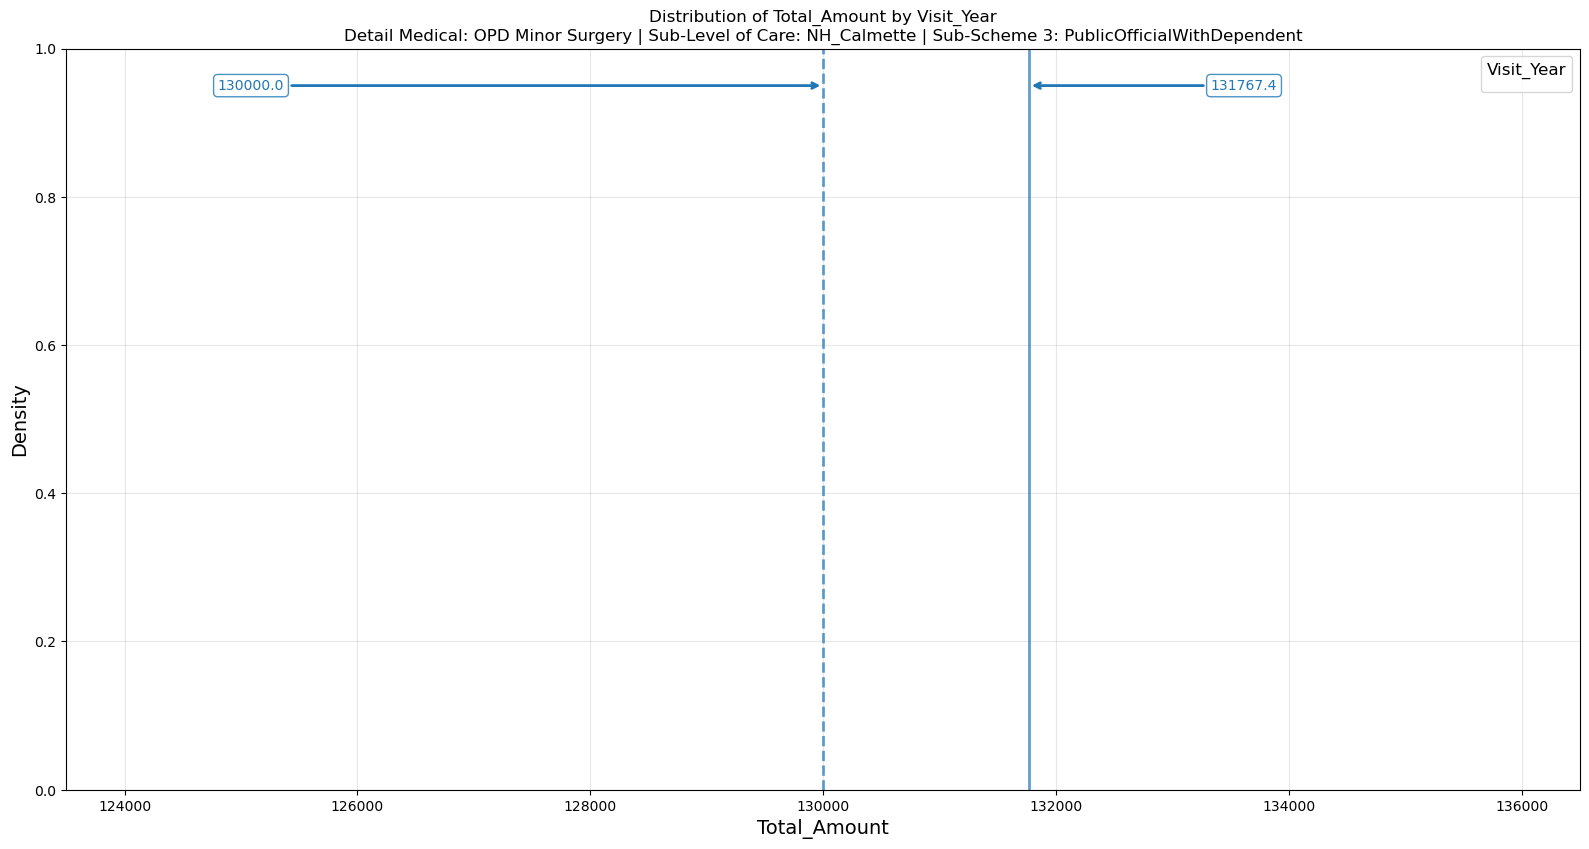 Distribution of Total_Amount by Visit_Year
Detail Medical: OPD Minor Surgery | Sub-Level of Care: NH_Calmette | Sub-Scheme 3: PublicOfficialWithDependent
1.0
130000.0
131767.4
Visit_Year
0.8
0.6
Density
0.4
0.2
0.0
124000 126000 128000 130000 132000 134000 136000
Total_Amount